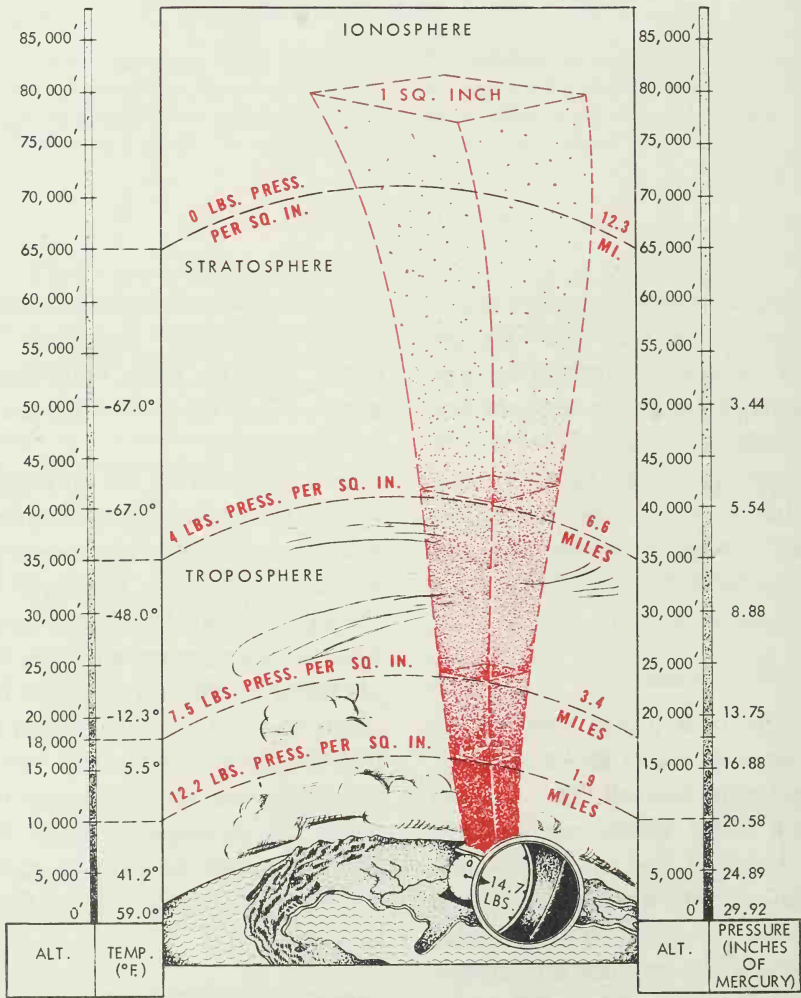 IONOSPHERE
1 SQ. INCH
0 LBS. PRESS.
PER SQ. IN.
12.3
MI.
STRATOSPHERE
4 LBS. PRESS. PER SQ. IN.
6.6
MILES
TROPOSPHERE
7.5 LBS. PRESS. PER SQ. IN.
3.4
MILES
12.2 LBS. PRESS. PER SQ. IN.
1.9
MILES
14.7
LBS.
85,000'
80,000'
75,000'
70,000'
65,000'
60,000'
55,000'
50,000' -67.0°
45,000'
40,000' -67.0°
35,000'
30,000' -48.0°
25,000'
20,000' -12.3°
18,000'
15,000' 5.5°
10,000'
5,000' 41.2°
0' 59.0°
ALT. TEMP.
(°F.)
85,000'
80,000'
75,000'
70,000'
65,000'
60,000'
55,000'
50,000' 3.44
45,000'
40,000' 5.54
35,000'
30,000' 8.88
25,000'
20,000' 13.75
15,000' 16.88
10,000' 20.58
5,000' 24.89
0' 29.92
ALT. PRESSURE
(INCHES
OF
MERCURY)